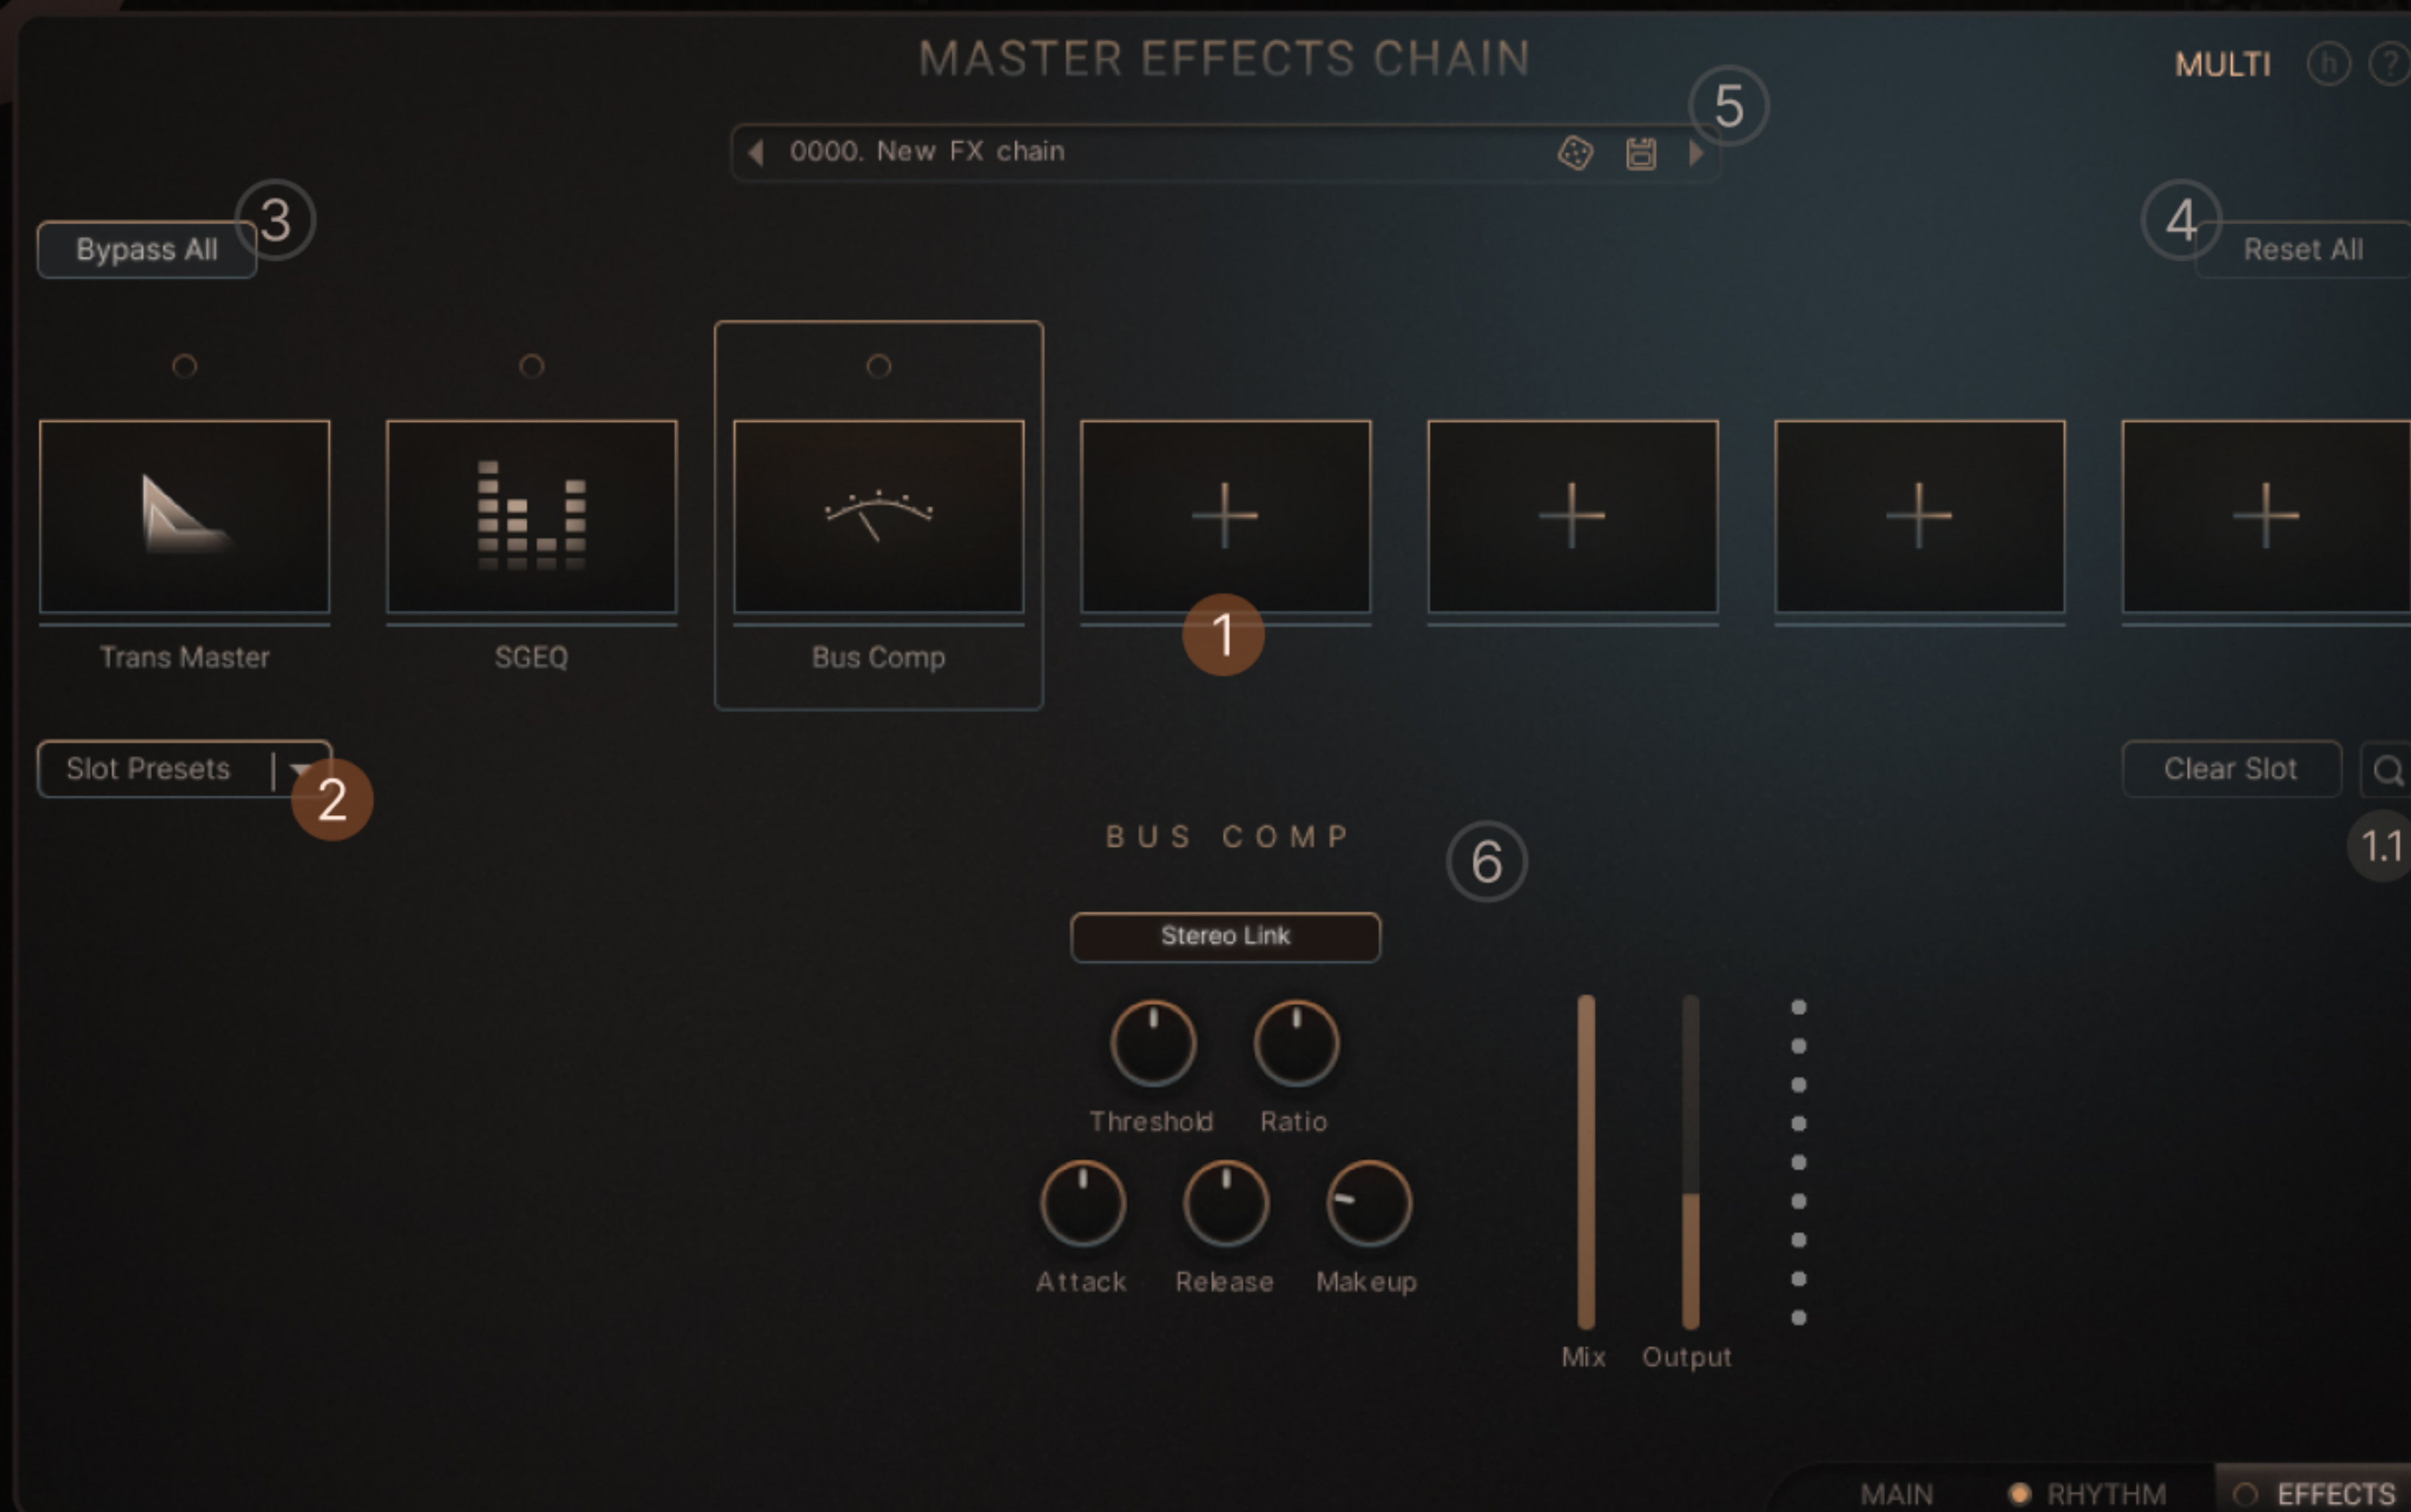 MASTER EFFECTS CHAIN
MULTI h ?
5
0000. New FX chain
3
4
Bypass All
Reset All
Trans Master
SGEQ
Bus Comp
1
Slot Presets
2
Clear Slot
1.1
BUS COMP
6
Stereo Link
Threshold Ratio
Attack Release Makeup
Mix Output
MAIN RHYTHM EFFECTS